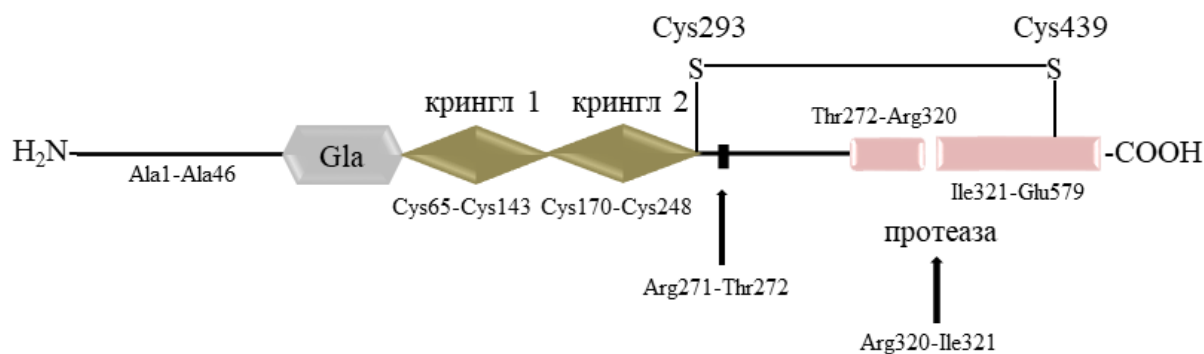 Cys293
Cys439
S
S
крингл 1
крингл 2
Thr272-Arg320
H₂N
Gla
-COOH
Ala1-Ala46
Cys65-Cys143
Cys170-Cys248
Ile321-Glu579
протеаза
Arg271-Thr272
Arg320-Ile321